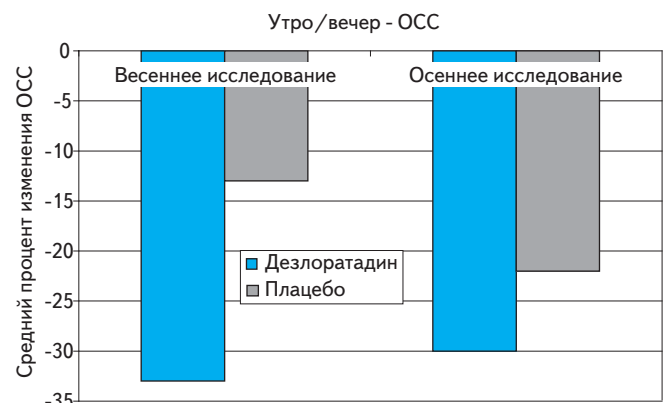 Утро/вечер - ОСС
Средний процент изменения ОСС
0
-5
-10
-15
-20
-25
-30
-35
Весеннее исследование
Осеннее исследование
Дезлоратадин
Плацебо